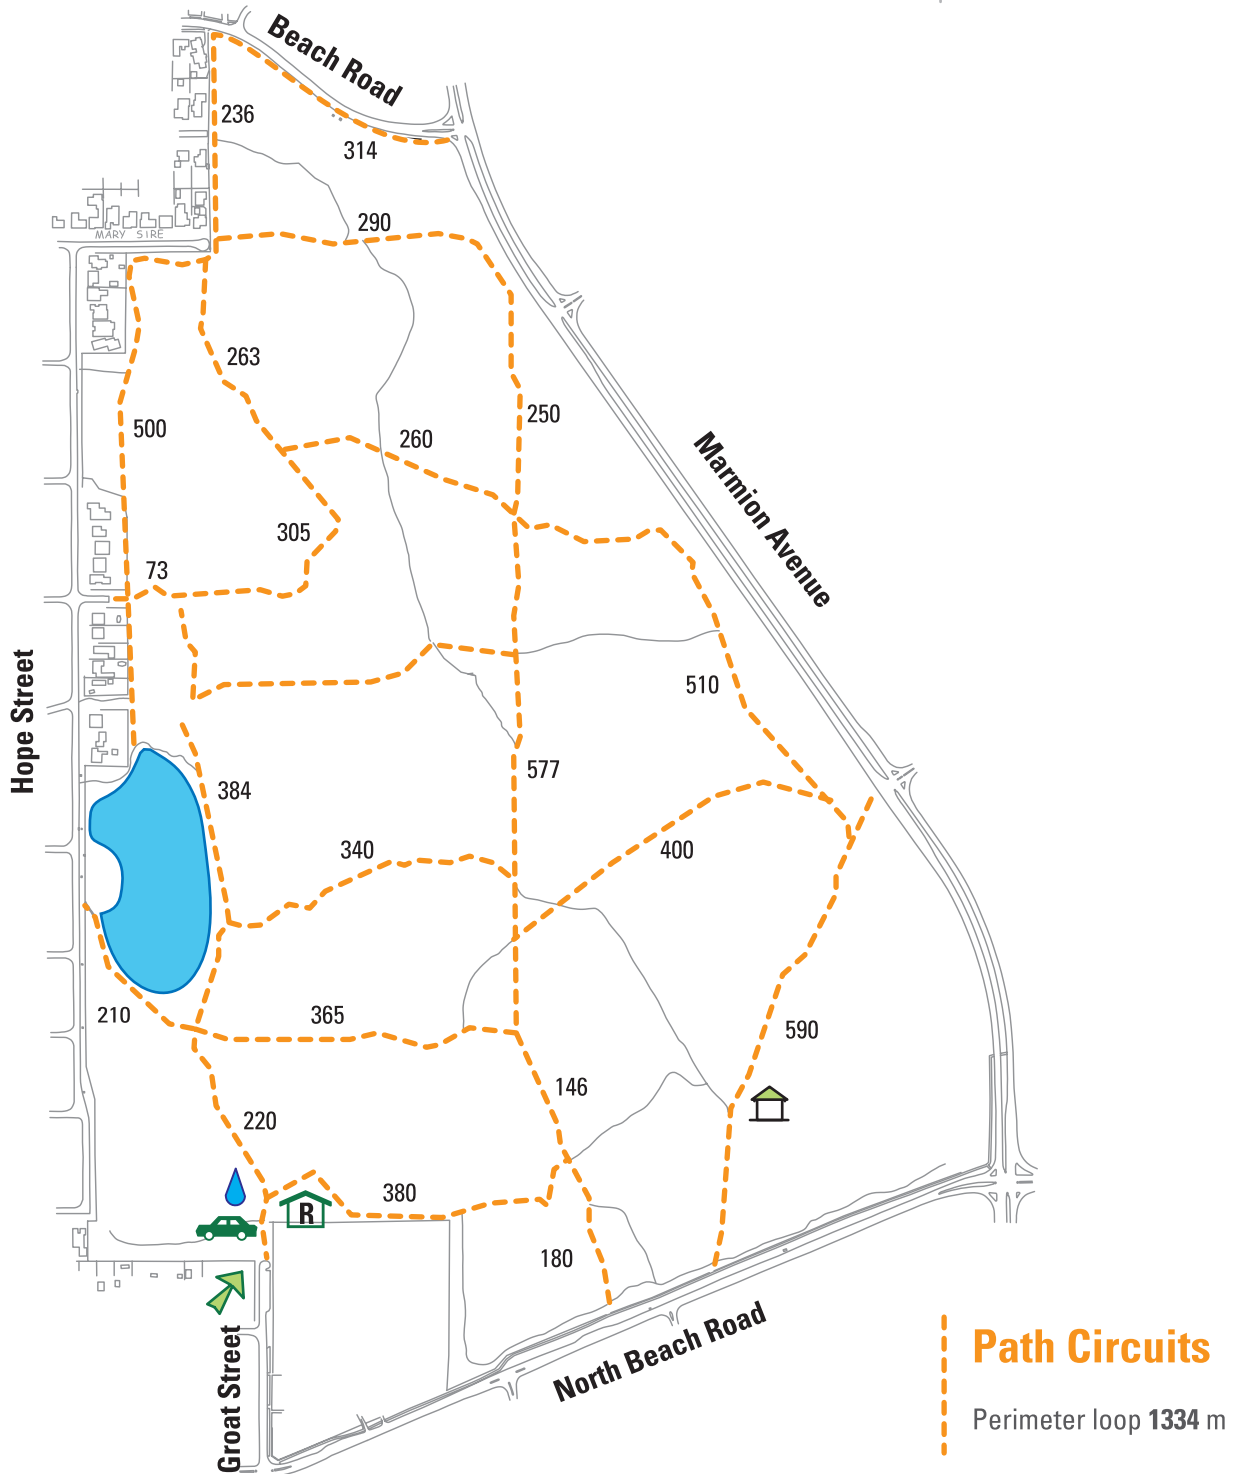 Beach Road
236
314
MARY SIRE
290
263
250
500
260
Marmion Avenue
305
73
Hope Street
510
577
384
340
400
210
365
590
146
220
R
380
180
Groat Street
North Beach Road
Path Circuits
Perimeter loop 1334 m